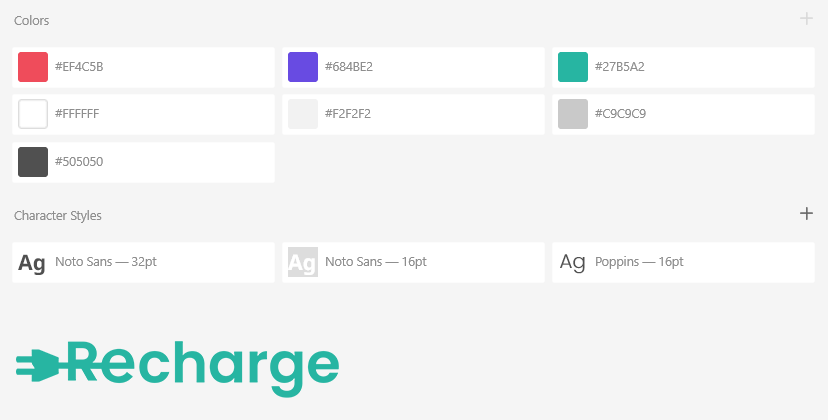 Colors
#EF4C5B
#684BE2
#27B5A2
#FFFFFF
#F2F2F2
#C9C9C9
#505050
Character Styles
Ag Noto Sans — 32pt
Ag Noto Sans — 16pt
Ag Poppins — 16pt
Recharge